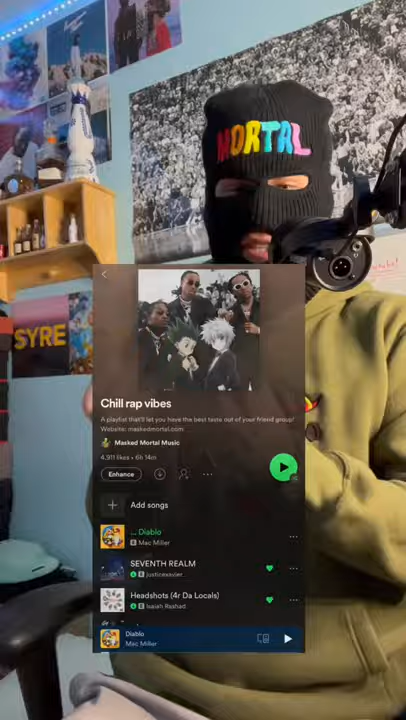 MORTAL
SYRE
Chill rap vibes
A playlist that'll let you have the best taste out of your friend group!
Website: maskedmortal.com
Masked Mortal Music
4,911 likes • 6h 14m
Enhance
Add songs
... Diablo
E Mac Miller
SEVENTH REALM
E justicexavier
Headshots (4r Da Locals)
E Isaiah Rashad
Diablo
Mac Miller